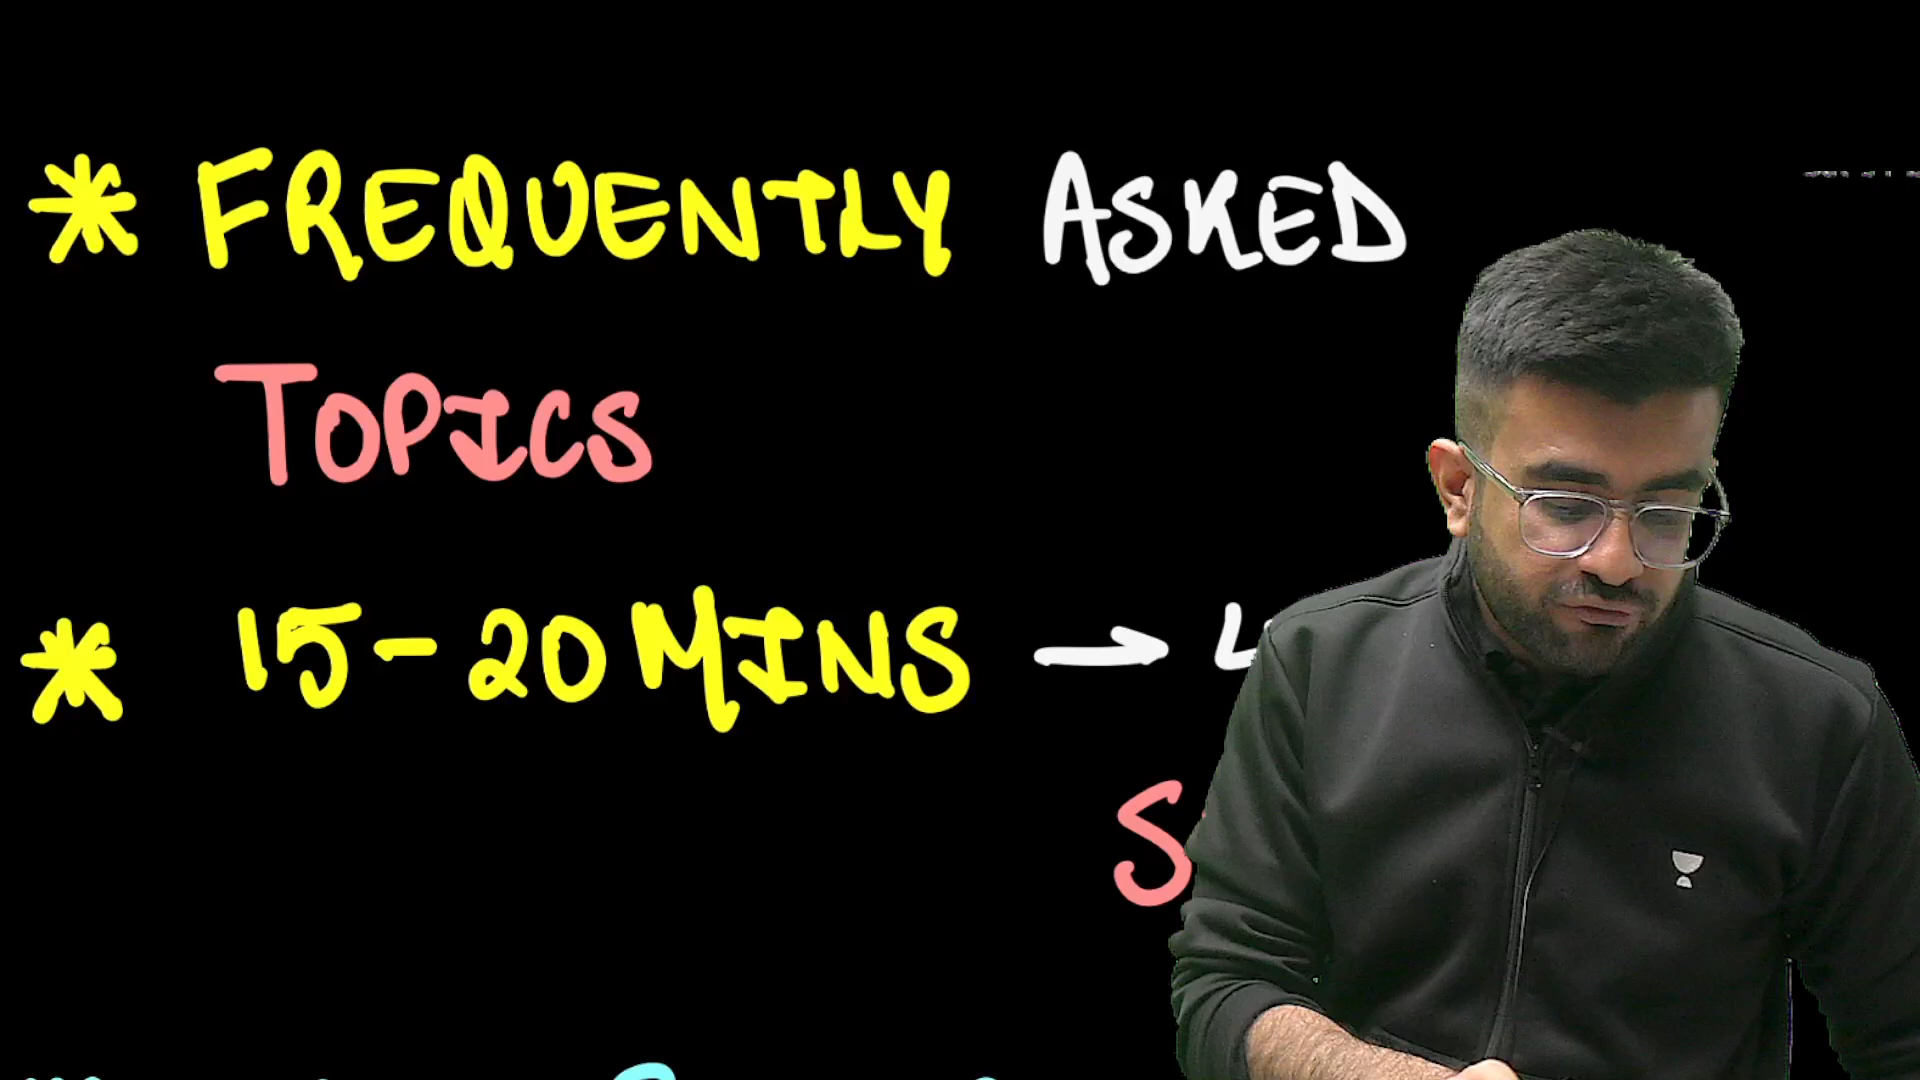 * FREQUENTLY ASKED
TOPICS
* 15-20 MINS →